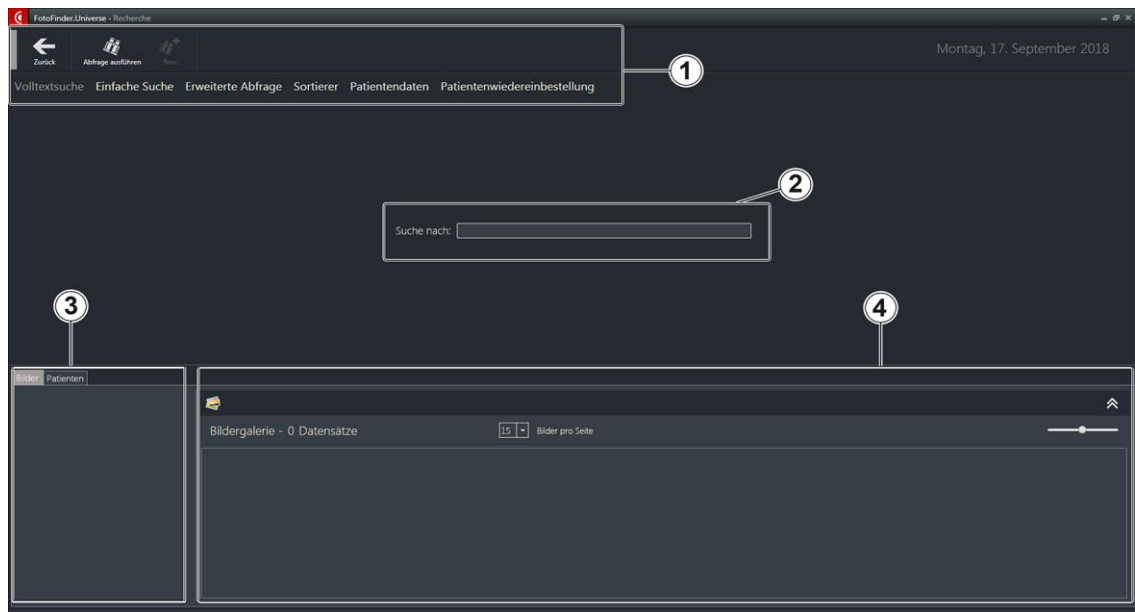 FotoFinder.Universe - Recherche
Zurück
Abfrage ausführen
Neu
Montag, 17. September 2018
Volltextsuche Einfache Suche Erweiterte Abfrage Sortierer Patientendaten Patientenwiedereinbestellung
1
2
Suche nach:
3
4
Bilder Patienten
Bildergalerie - 0 Datensätze 15 Bilder pro Seite